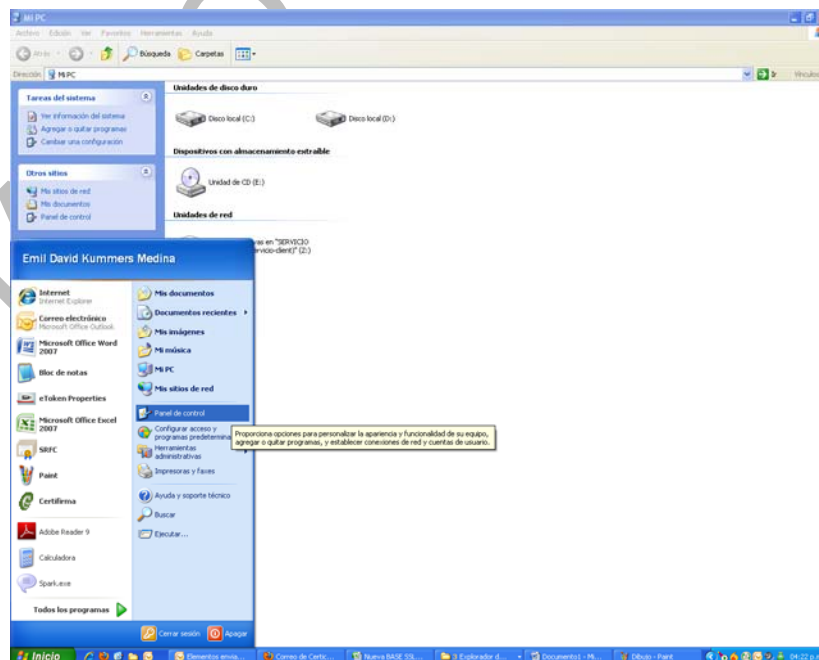 Mi PC
Archivo Edición Ver Favoritos Herramientas Ayuda
Atrás Búsqueda Carpetas
Dirección Mi PC Ir Vínculos
Tareas del sistema
Ver información del sistema
Agregar o quitar programas
Cambiar una configuración
Otros sitios
Mis sitios de red
Mis documentos
Panel de control
Unidades de disco duro
Disco local (C:)
Disco local (D:)
Dispositivos con almacenamiento extraíble
Unidad de CD (E:)
Unidades de red
en "SERVICIO
(Z:)
Emil David Kummers Medina
Internet
Internet Explorer
Correo electrónico
Microsoft Office Outlook
Microsoft Office Word
2007
Bloc de notas
eToken Properties
Microsoft Office Excel
2007
SRFC
Paint
Certifirma
Adobe Reader 9
Calculadora
Spark.exe
Todos los programas
Mis documentos
Documentos recientes
Mis imágenes
Mi música
Mi PC
Mis sitios de red
Panel de control
Configurar acceso y
programas predetermina
Herramientas
administrativas
Impresoras y faxes
Ayuda y soporte técnico
Buscar
Ejecutar...
Proporciona opciones para personalizar la apariencia y funcionalidad de su equipo,
agregar o quitar programas, y establecer conexiones de red y cuentas de usuario.
Cerrar sesión Apagar
Inicio Elementos envia... Correo de Certic... Nueva BASE SSL... 3 Explorador d... Documento1 - Mi... Dibujo - Paint 04:22 p.m.